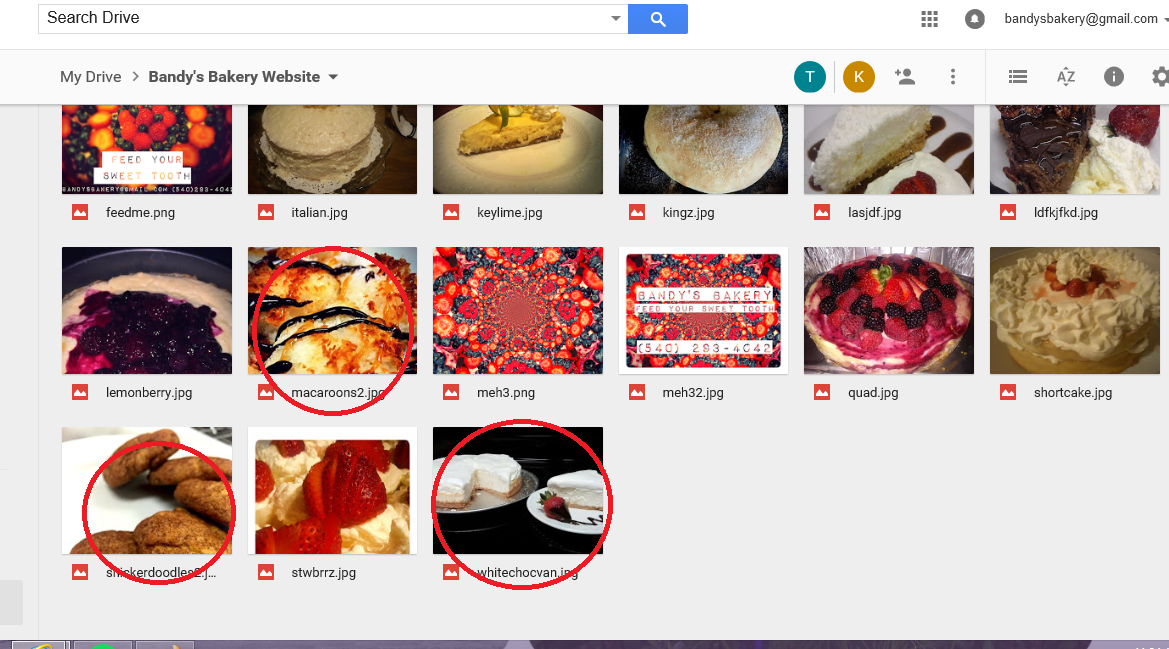 Search Drive
bandysbakery@gmail.com
My Drive > Bandy's Bakery Website
T
K
AZ
FEED YOUR
SWEET TOOTH
BANDYSBAKERY@GMAIL.COM (540)293-4042
feedme.png
italian.jpg
keylime.jpg
kingz.jpg
lasjdf.jpg
ldfkjfkd.jpg
BANDY'S BAKERY
FEED YOUR SWEET TOOTH
(540) 293-4042
lemonberry.jpg
macaroons2.jpg
meh3.png
meh32.jpg
quad.jpg
shortcake.jpg
snickerdoodles2.j...
stwbrrz.jpg
whitechocvan.jpg